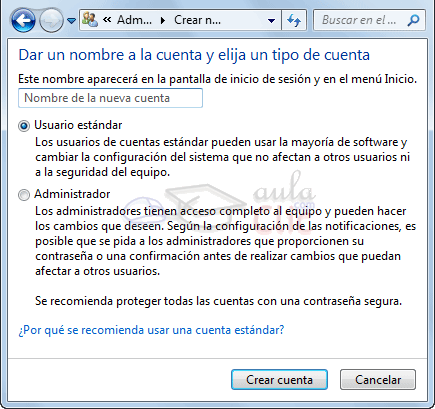 « Adm... ▸ Crear n...
Buscar en el ...
Dar un nombre a la cuenta y elija un tipo de cuenta
Este nombre aparecerá en la pantalla de inicio de sesión y en el menú Inicio.
Nombre de la nueva cuenta
Usuario estándar
Los usuarios de cuentas estándar pueden usar la mayoría de software y
cambiar la configuración del sistema que no afectan a otros usuarios ni
a la seguridad del equipo.
Administrador
Los administradores tienen acceso completo al equipo y pueden hacer
los cambios que deseen. Según la configuración de las notificaciones, es
posible que se pida a los administradores que proporcionen su
contraseña o una confirmación antes de realizar cambios que puedan
afectar a otros usuarios.
Se recomienda proteger todas las cuentas con una contraseña segura.
¿Por qué se recomienda usar una cuenta estándar?
Crear cuenta
Cancelar
aula